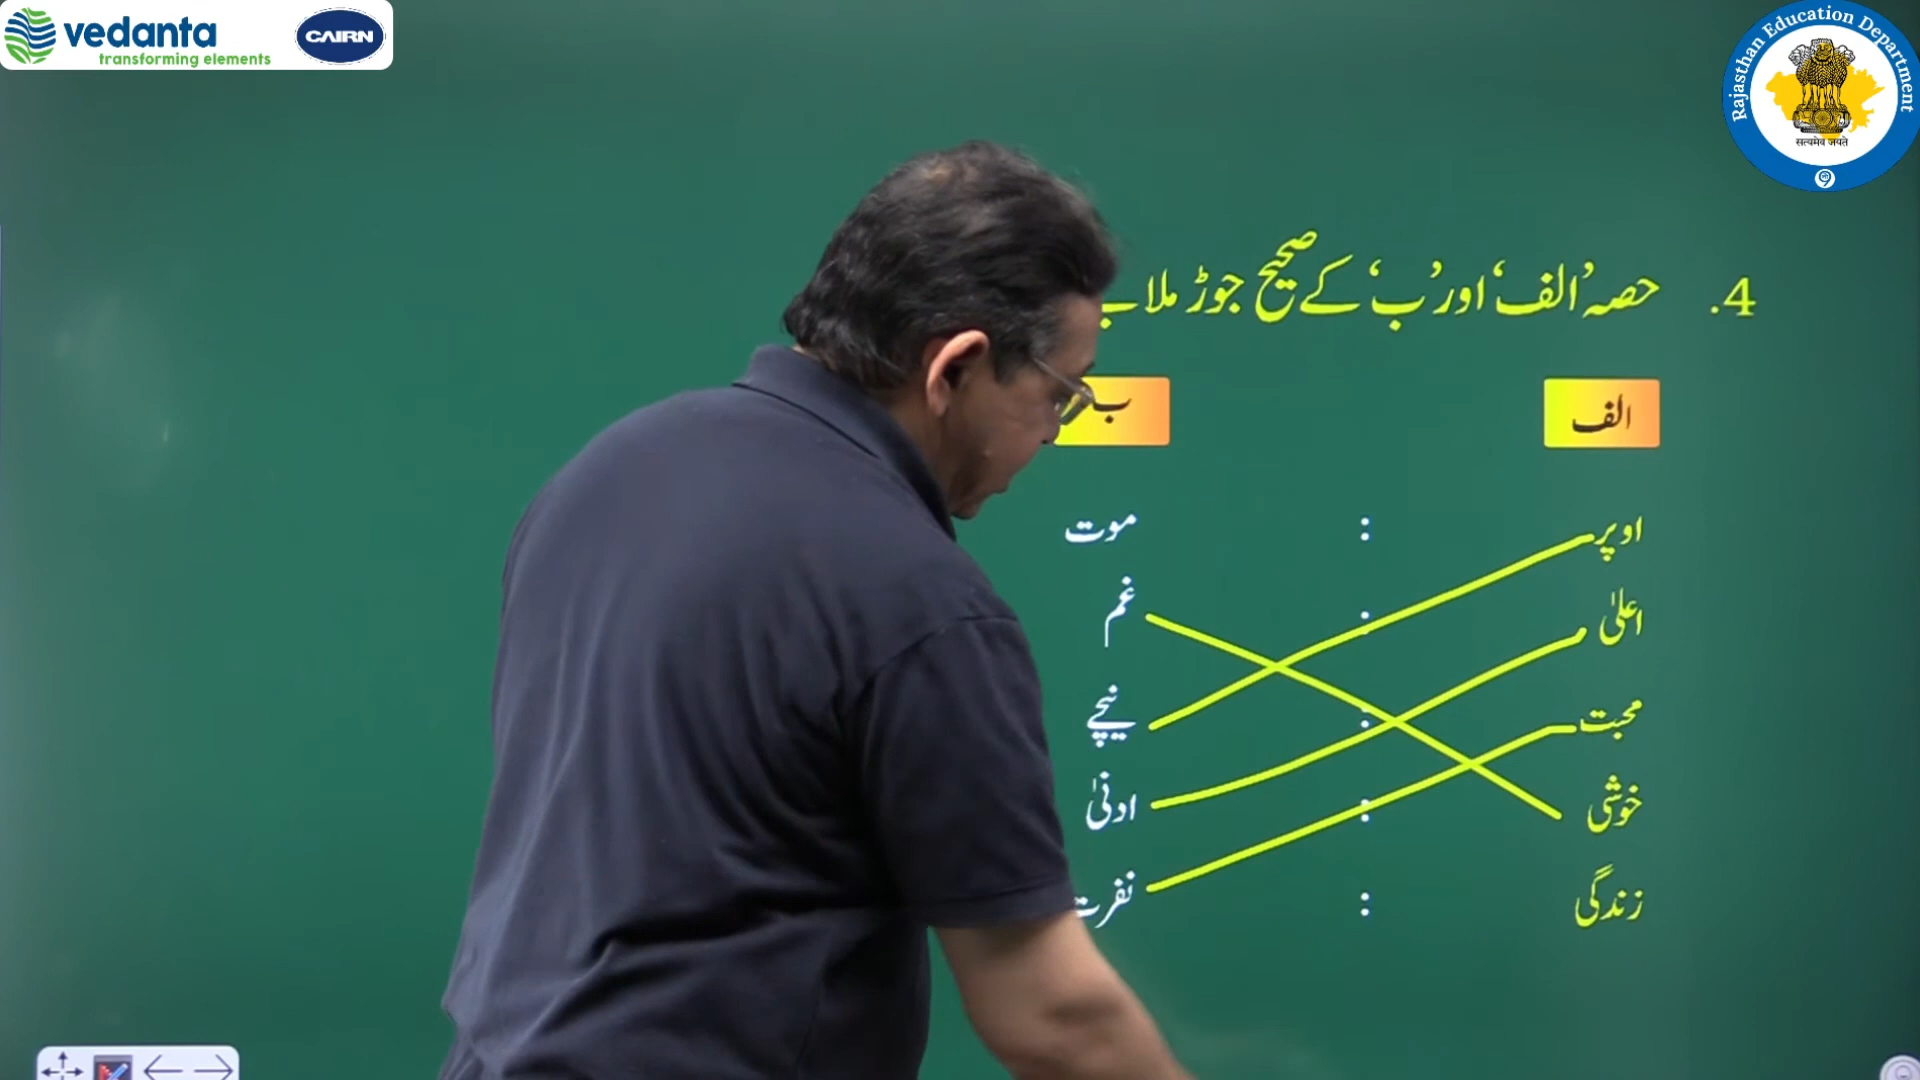 vedanta
transforming elements
CAIRN
Rajasthan Education Department
सत्यमेव जयते
4. حصہ ’الف‘ اور ’ب‘ کے صحیح جوڑ
الف ب
اوپر : موت
اعلیٰ : غم
محبت : نیچے
خوشی : ادنیٰ
زندگی : نفرت